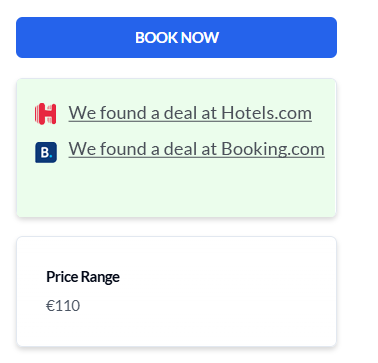 BOOK NOW
We found a deal at Hotels.com
B.
We found a deal at Booking.com
Price Range
€110